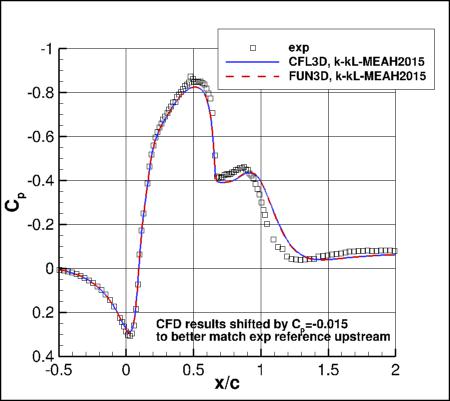 exp
CFL3D, k-kL-MEAH2015
FUN3D, k-kL-MEAH2015
-1
-0.8
-0.6
-0.4
-0.2
0
0.2
0.4
Cp
CFD results shifted by Cp=-0.015
to better match exp reference upstream
-0.5 0 0.5 1 1.5 2
x/c